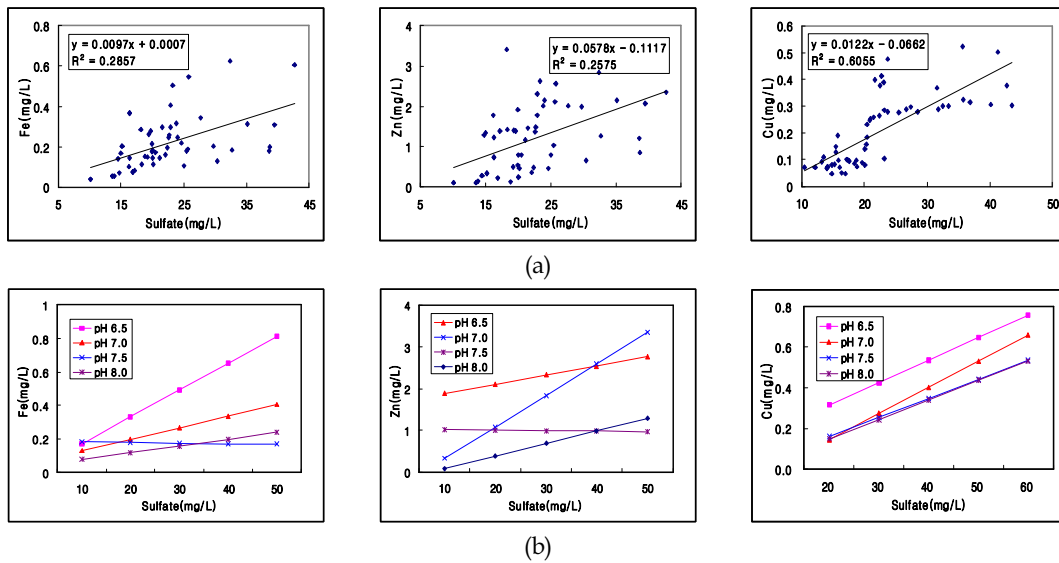 y = 0.0097x + 0.0007
R² = 0.2857
Fe(mg/L)
0.8
0.6
0.4
0.2
0
5 15 25 35 45
Sulfate(mg/L)
y = 0.0578x − 0.1117
R² = 0.2575
Zn(mg/L)
4
3
2
1
0
5 15 25 35 45
Sulfate(mg/L)
y = 0.0122x − 0.0662
R² = 0.6055
Cu(mg/L)
0.6
0.5
0.4
0.3
0.2
0.1
0.0
10 20 30 40 50
Sulfate(mg/L)
(a)
Fe(mg/L)
1
0.8
0.6
0.4
0.2
0
pH 6.5
pH 7.0
pH 7.5
pH 8.0
10 20 30 40 50
Sulfate(mg/L)
Zn(mg/L)
4
3
2
1
0
pH 6.5
pH 7.0
pH 7.5
pH 8.0
10 20 30 40 50
Sulfate(mg/L)
Cu(mg/L)
0.8
0.6
0.4
0.2
0.0
pH 6.5
pH 7.0
pH 7.5
pH 8.0
20 30 40 50 60
Sulfate(mg/L)
(b)